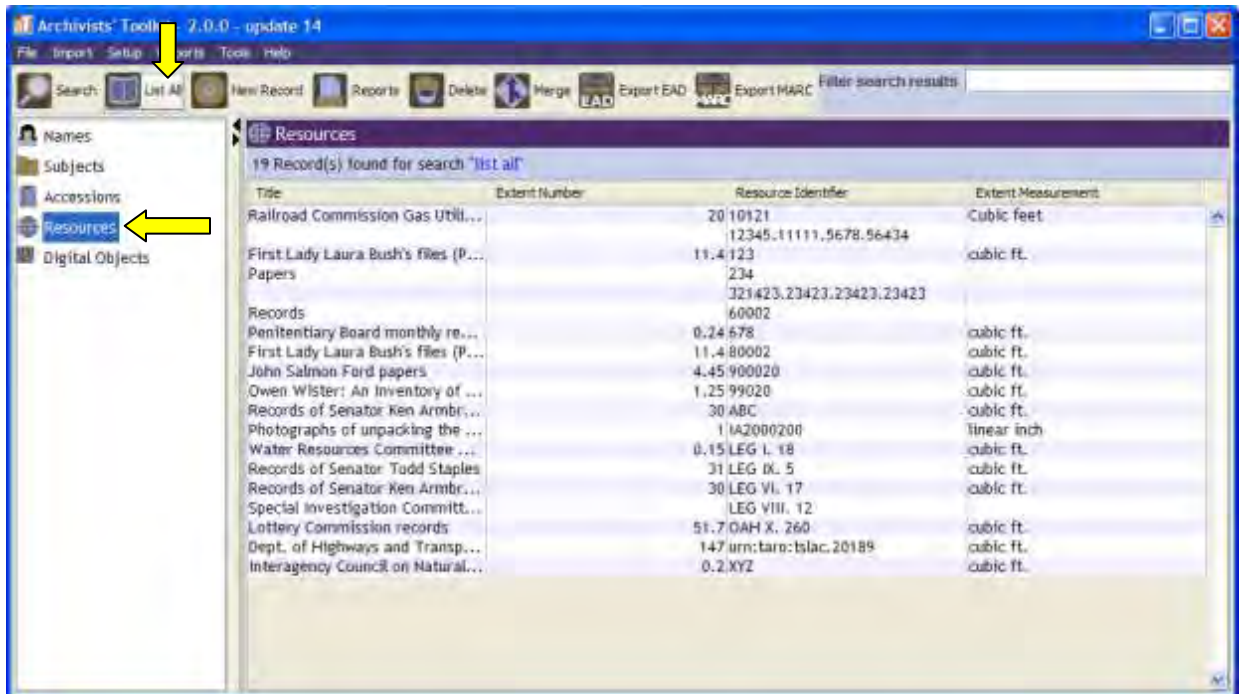 Archivists' Toolkit - 2.0.0 - update 14
File Import Setup Reports Tools Help
Search List All New Record Reports Delete Merge EAD Export EAD Export MARC Filter search results
Names
Subjects
Accessions
Resources
Digital Objects
Resources
19 Record(s) found for search "list all"
Title Extent Number Resource Identifier Extent Measurement
Railroad Commission Gas Utili... 20 10121 Cubic feet
12345.11111.5678.56434
First Lady Laura Bush's files (P... 11.4 123 cubic ft.
Papers 234
321423.23423.23423.23423
Records 60002
Penitentiary Board monthly re... 0.24 678 cubic ft.
First Lady Laura Bush's files (P... 11.4 80002 cubic ft.
John Salmon Ford papers 4.45 900020 cubic ft.
Owen Wister: An Inventory of ... 1.25 99020 cubic ft.
Records of Senator Ken Armbr... 30 ABC cubic ft.
Photographs of unpacking the ... 1 IA2000200 linear inch
Water Resources Committee ... 0.15 LEG I. 18 cubic ft.
Records of Senator Todd Staples 31 LEG IX. 5 cubic ft.
Records of Senator Ken Armbr... 30 LEG VI. 17 cubic ft.
Special Investigation Committ... LEG VIII. 12
Lottery Commission records 51.7 OAH X. 260 cubic ft.
Dept. of Highways and Transp... 147 urn:taro:tslac.20189 cubic ft.
Interagency Council on Natural... 0.2 XYZ cubic ft.